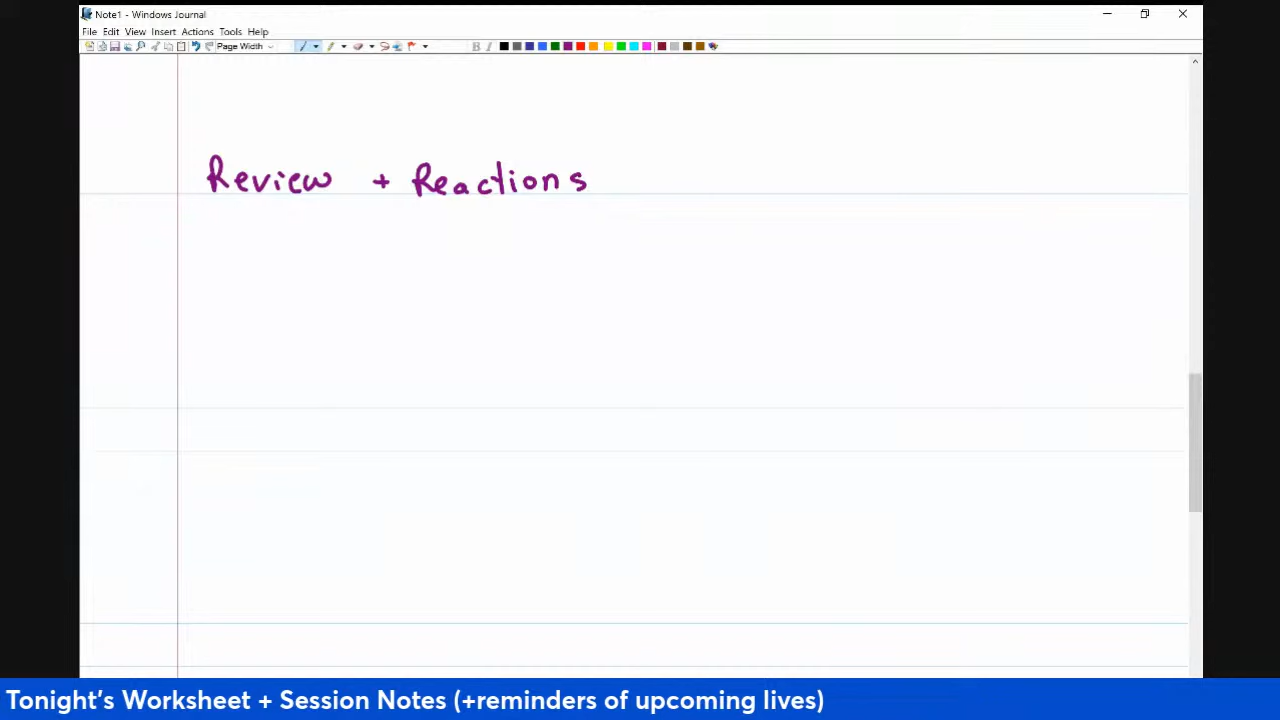 Note1 - Windows Journal
File Edit View Insert Actions Tools Help
Page Width B I
Review + Reactions
Tonight's Worksheet + Session Notes (+reminders of upcoming lives)